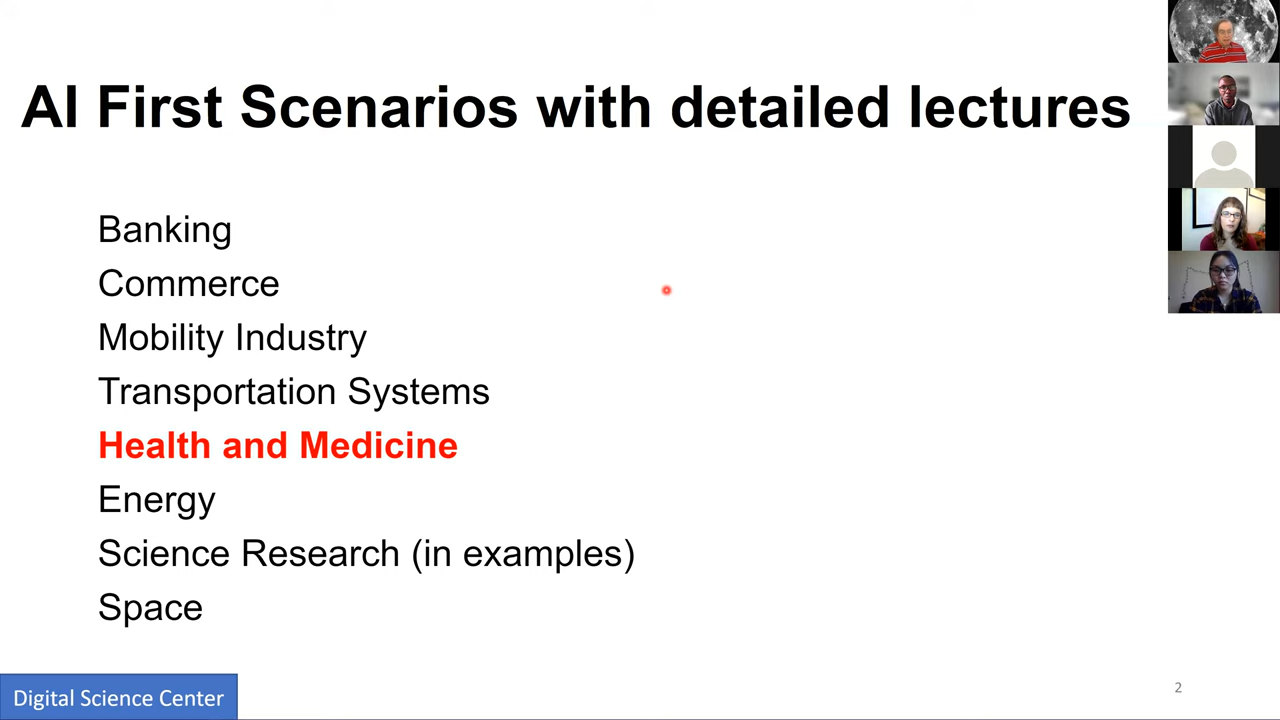 AI First Scenarios with detailed lectures
Banking
Commerce
Mobility Industry
Transportation Systems
Health and Medicine
Energy
Science Research (in examples)
Space
Digital Science Center
2